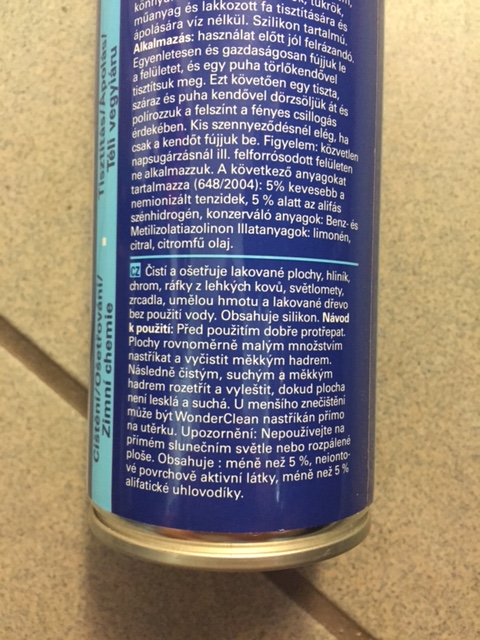 tükrök,
műanyag és lakkozott fa tisztítására és
ápolására víz nélkül. Szilikon tartalmú.
Alkalmazás: használat előtt jól felrázandó.
Egyenletesen és gazdaságosan fújjuk le
a felületet, és egy puha törlőkendővel
tisztítsuk meg. Ezt követően egy tiszta,
száraz és puha kendővel dörzsöljük át és
polírozzuk a felszínt a fényes csillogás
érdekében. Kis szennyeződésnél elég, ha
csak a kendőt fújjuk be. Figyelem: közvetlen
napsugárzásnál ill. felforrósodott felületen
ne alkalmazzuk. A következő anyagokat
tartalmazza (648/2004): 5% kevesebb a
nemionizált tenzidek, 5 % alatt az alifás
szénhidrogén, konzerváló anyagok: Benz- és
Metilizolatiazolinon Illatanyagok: limonén,
citral, citromfű olaj.
CZ Čistí a ošetřuje lakované plochy, hliník,
chrom, ráfky z lehkých kovů, světlomety,
zrcadla, umělou hmotu a lakované dřevo
bez použití vody. Obsahuje silikon. Návod
k použití: Před použitím dobře protřepat.
Plochy rovnoměrně malým množstvím
nastříkat a vyčistit měkkým hadrem.
Následně čistým, suchým a měkkým
hadrem rozetřít a vyleštit, dokud plocha
není lesklá a suchá. U menšího znečištění
může být WonderClean nastříkán přímo
na utěrku. Upozornění: Nepoužívejte na
přímém slunečním světle nebo rozpálené
ploše. Obsahuje : méně než 5 %, neionto-
vé povrchově aktivní látky, méně než 5 %
alifatické uhlovodíky.
Tisztítás/Ápolás/
Téli vegyiáru
Čištění/Ošetřování/
Zimní chemie